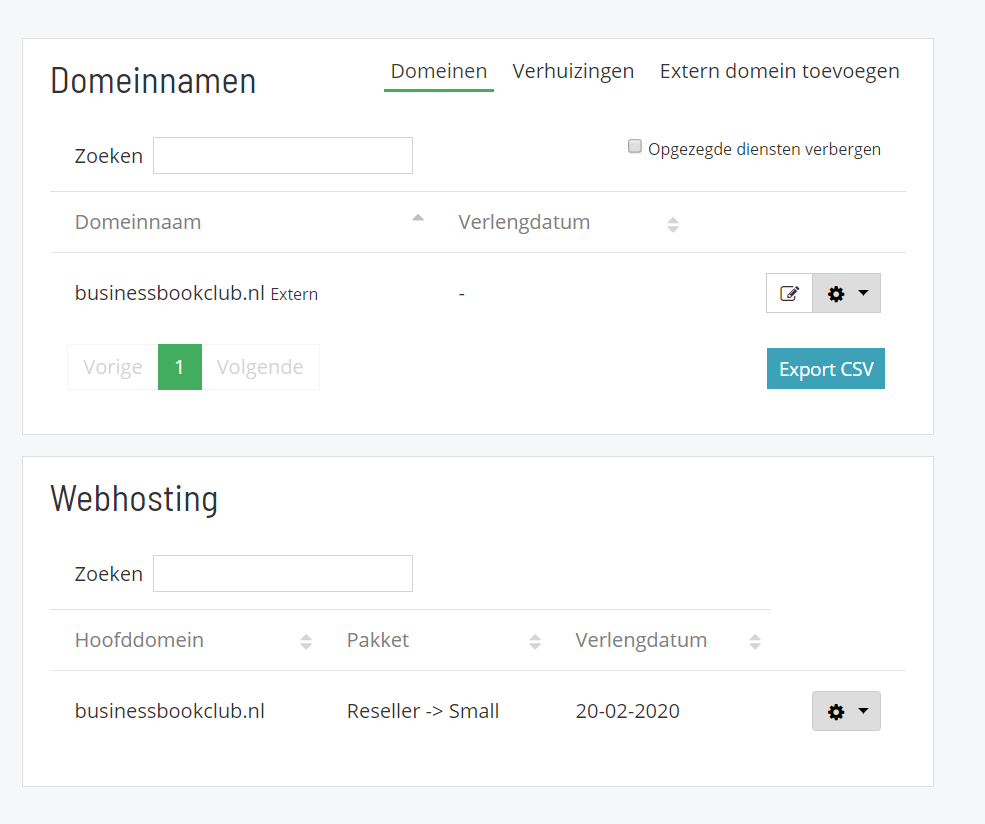 Domeinnamen
Domeinen Verhuizingen Extern domein toevoegen
Zoeken
Opgezegde diensten verbergen
Domeinnaam Verlengdatum
businessbookclub.nl Extern -
Vorige 1 Volgende
Export CSV
Webhosting
Zoeken
Hoofddomein Pakket Verlengdatum
businessbookclub.nl Reseller -> Small 20-02-2020